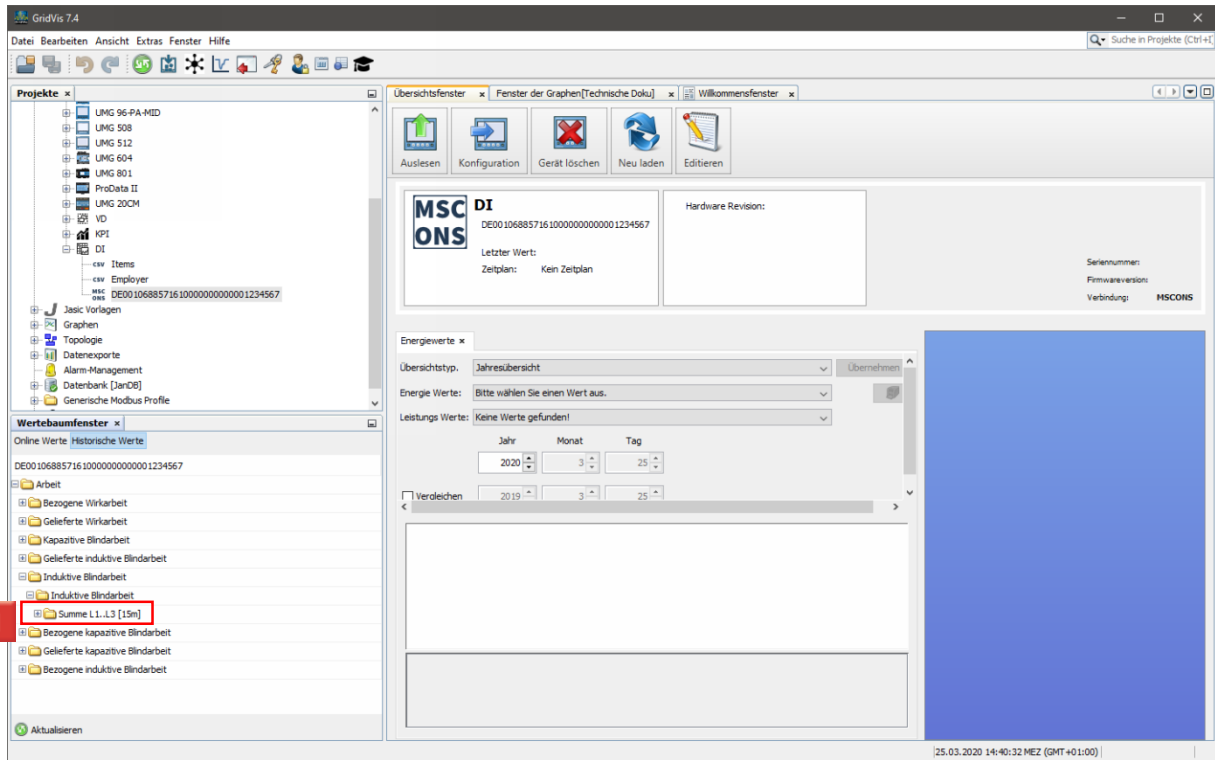 GridVis 7.4
Datei Bearbeiten Ansicht Extras Fenster Hilfe
Suche in Projekte (Ctrl+I)
Projekte
UMG 96-PA-MID
UMG 508
UMG 512
UMG 604
UMG 801
ProData II
UMG 20CM
VD
KPI
DI
csv Items
csv Employer
MSC ONS DE0010688571610000000000001234567
Jasic Vorlagen
Graphen
Topologie
Datenexporte
Alarm-Management
Datenbank [JanDB]
Generische Modbus Profile
Wertebaumfenster
Online Werte Historische Werte
DE0010688571610000000000001234567
Arbeit
Bezogene Wirkarbeit
Gelieferte Wirkarbeit
Kapazitive Blindarbeit
Gelieferte induktive Blindarbeit
Induktive Blindarbeit
Induktive Blindarbeit
Summe L1..L3 [15m]
Bezogene kapazitive Blindarbeit
Gelieferte kapazitive Blindarbeit
Bezogene induktive Blindarbeit
Aktualisieren
Übersichtsfenster Fenster der Graphen[Technische Doku] Willkommensfenster
Auslesen Konfiguration Gerät löschen Neu laden Editieren
MSC
ONS
DI
DE0010688571610000000000001234567
Letzter Wert:
Zeitplan: Kein Zeitplan
Hardware Revision:
Seriennummer:
Firmwareversion:
Verbindung: MSCONS
Energiewerte
Übersichtstyp. Jahresübersicht Übernehmen
Energie Werte: Bitte wählen Sie einen Wert aus.
Leistungs Werte: Keine Werte gefunden!
Jahr Monat Tag
2020 3 25
Vergleichen 2019 3 25
25.03.2020 14:40:32 MEZ (GMT+01:00)